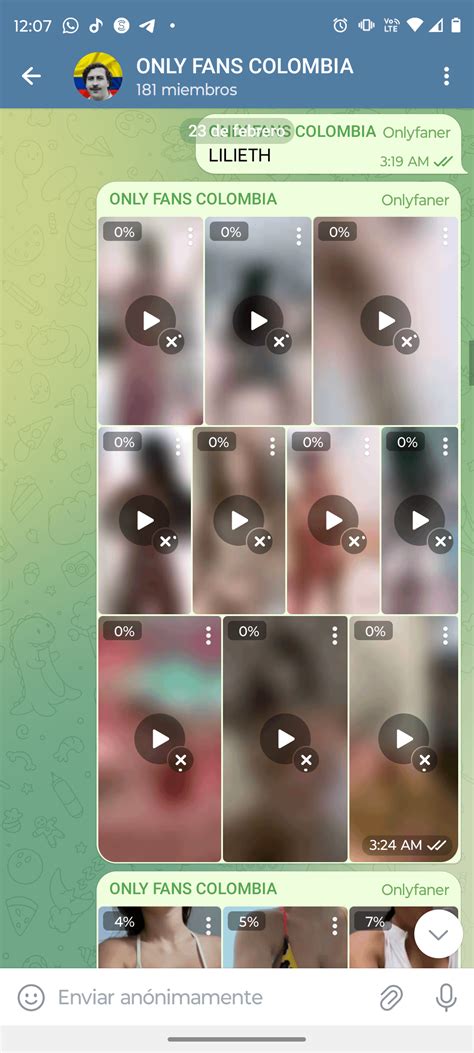 12:07
Vo)) LTE
ONLY FANS COLOMBIA
181 miembros
23 de febrero
ONLY FANS COLOMBIA Onlyfaner
LILIETH
3:19 AM
ONLY FANS COLOMBIA Onlyfaner
0% 0% 0%
0% 0% 0% 0%
0% 0% 0%
3:24 AM
ONLY FANS COLOMBIA Onlyfaner
4% 5% 7%
Enviar anónimamente